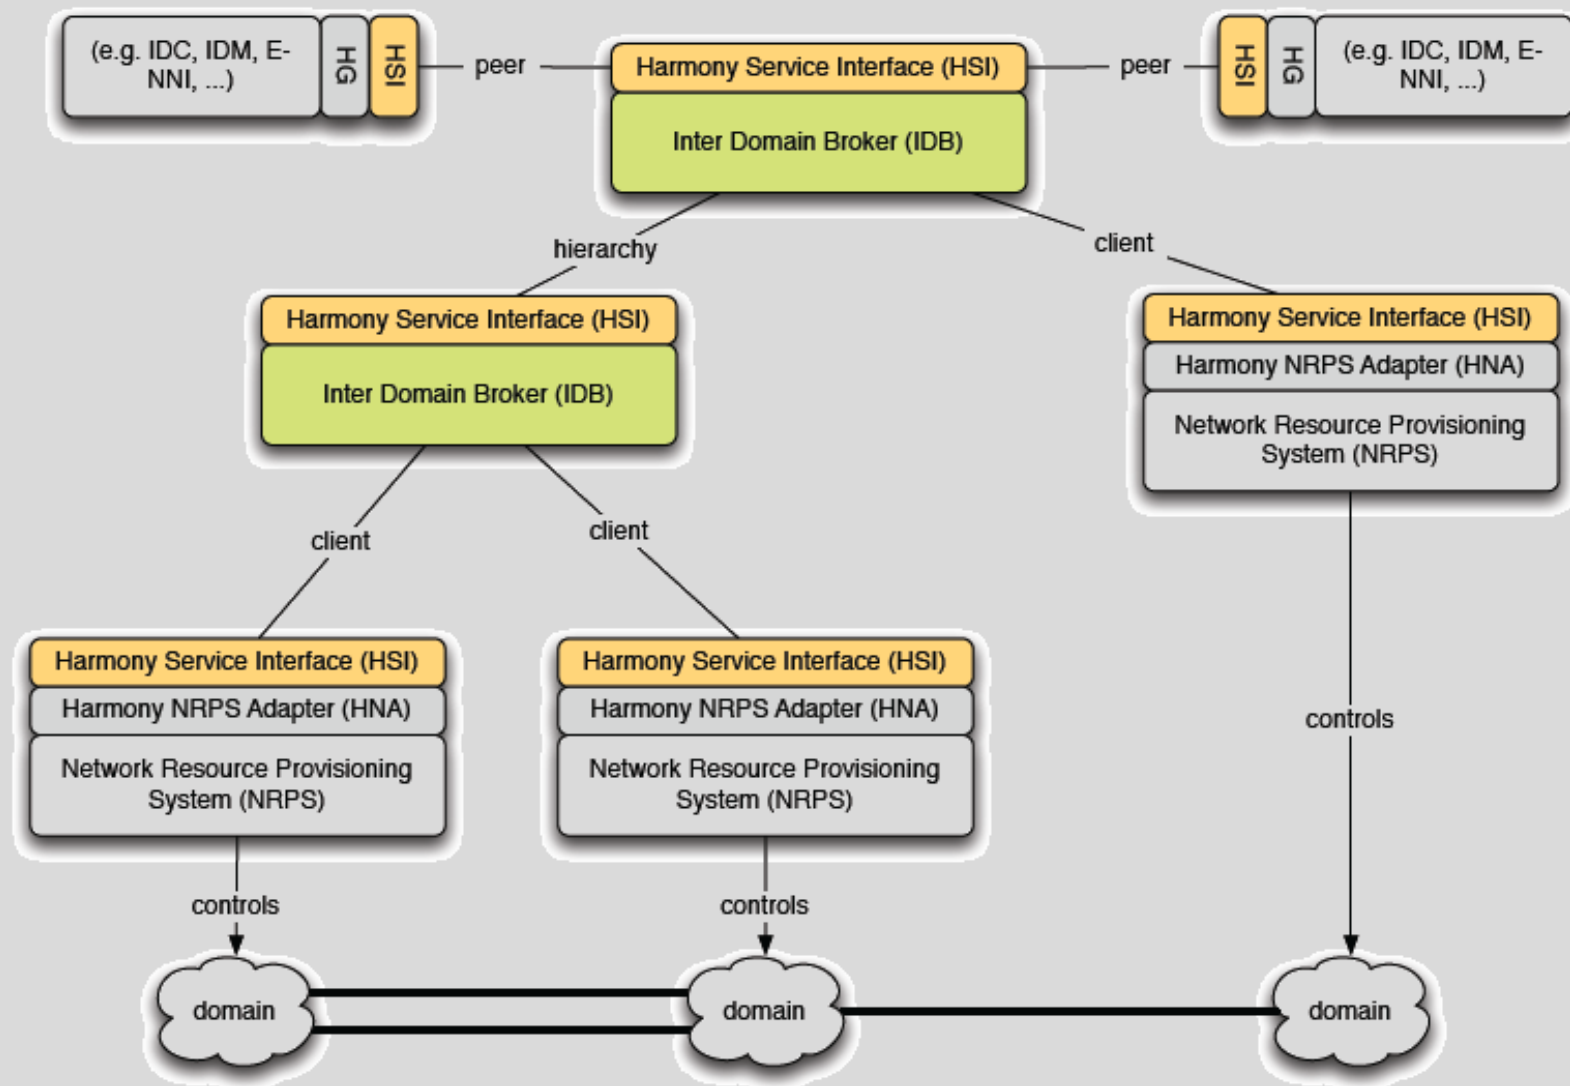 (e.g. IDC, IDM, E-
NNI, ...)
HG
HSI
peer
Harmony Service Interface (HSI)
Inter Domain Broker (IDB)
peer
HSI
HG
(e.g. IDC, IDM, E-
NNI, ...)
hierarchy
client
Harmony Service Interface (HSI)
Inter Domain Broker (IDB)
Harmony Service Interface (HSI)
Harmony NRPS Adapter (HNA)
Network Resource Provisioning
System (NRPS)
client
client
Harmony Service Interface (HSI)
Harmony NRPS Adapter (HNA)
Network Resource Provisioning
System (NRPS)
Harmony Service Interface (HSI)
Harmony NRPS Adapter (HNA)
Network Resource Provisioning
System (NRPS)
controls
controls
controls
domain
domain
domain